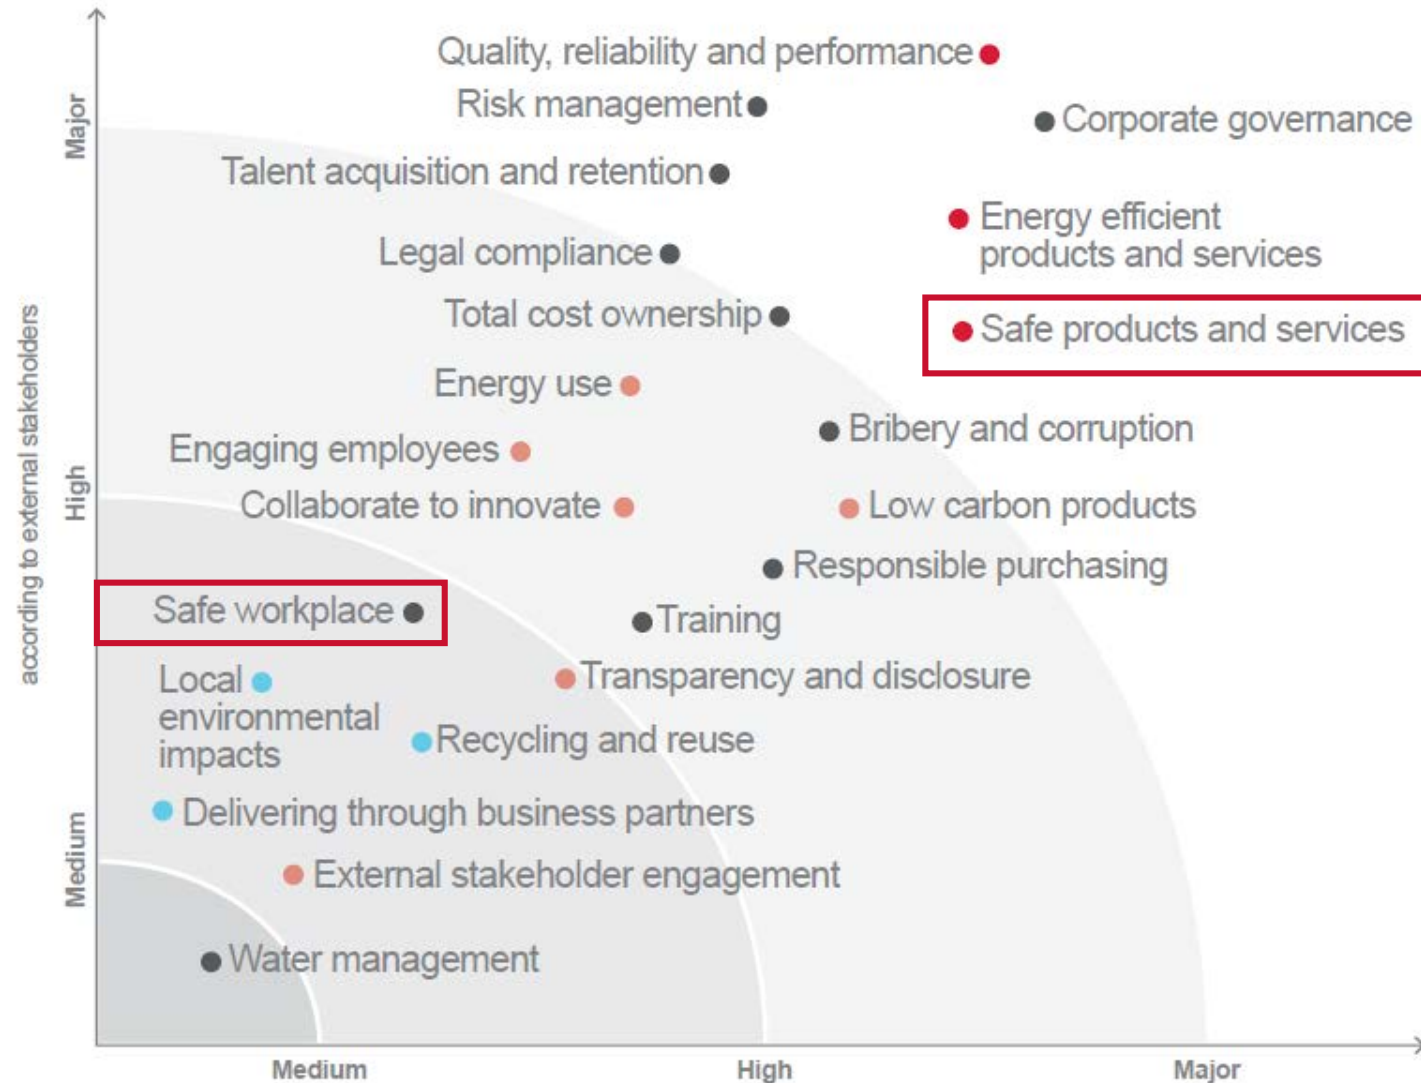 Quality, reliability and performance
Risk management
Corporate governance
Major
Talent acquisition and retention
Energy efficient
products and services
Legal compliance
Total cost ownership
Safe products and services
according to external stakeholders
Energy use
Bribery and corruption
Engaging employees
High
Collaborate to innovate
Low carbon products
Responsible purchasing
Safe workplace
Training
Local
environmental
impacts
Transparency and disclosure
Recycling and reuse
Delivering through business partners
Medium
External stakeholder engagement
Water management
Medium
High
Major